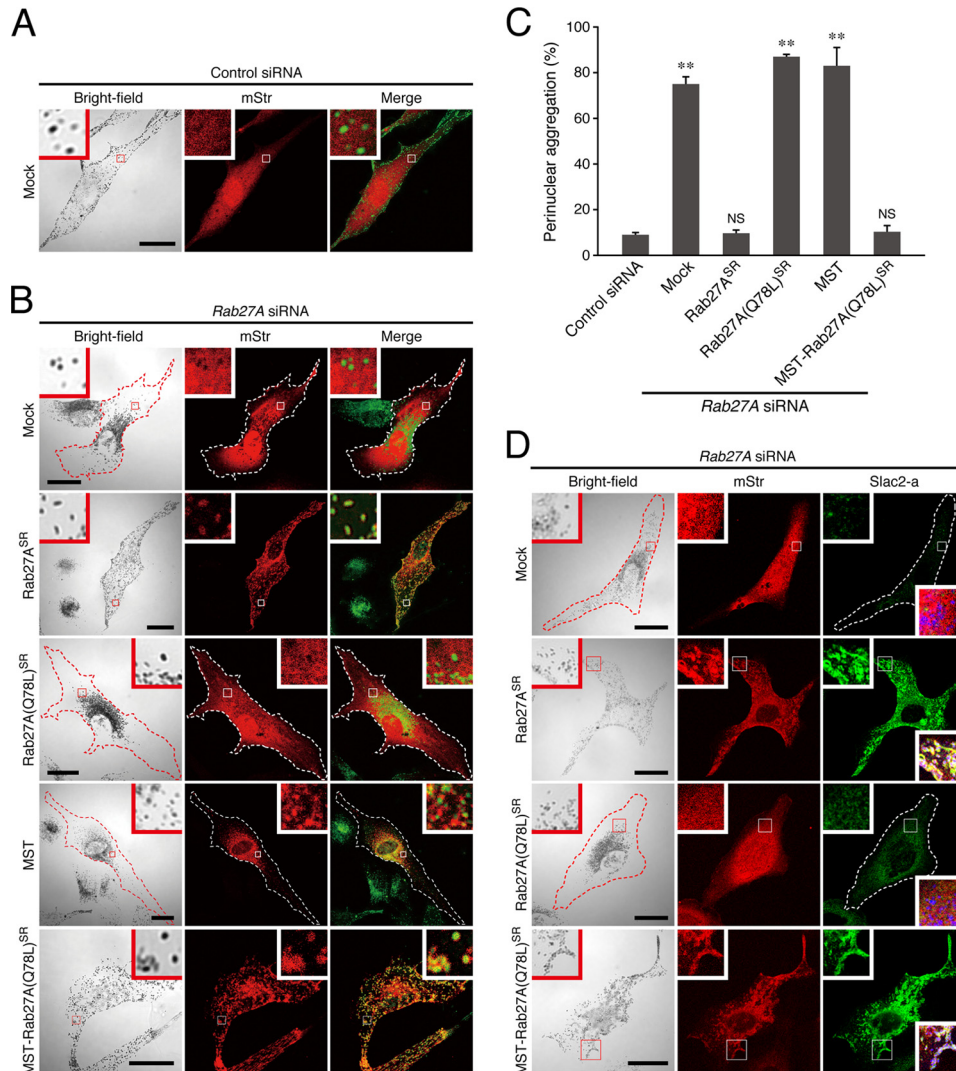 A
Control siRNA
Bright-field mStr Merge
Mock
B
Rab27A siRNA
Bright-field mStr Merge
Mock
Rab27A^SR
Rab27A(Q78L)^SR
MST
MST-Rab27A(Q78L)^SR
C
Perinuclear aggregation (%)
100
80
60
40
20
0
**
NS
**
**
NS
Control siRNA
Mock
Rab27A^SR
Rab27A(Q78L)^SR
MST
MST-Rab27A(Q78L)^SR
Rab27A siRNA
D
Rab27A siRNA
Bright-field mStr Slac2-a
Mock
Rab27A^SR
Rab27A(Q78L)^SR
MST-Rab27A(Q78L)^SR